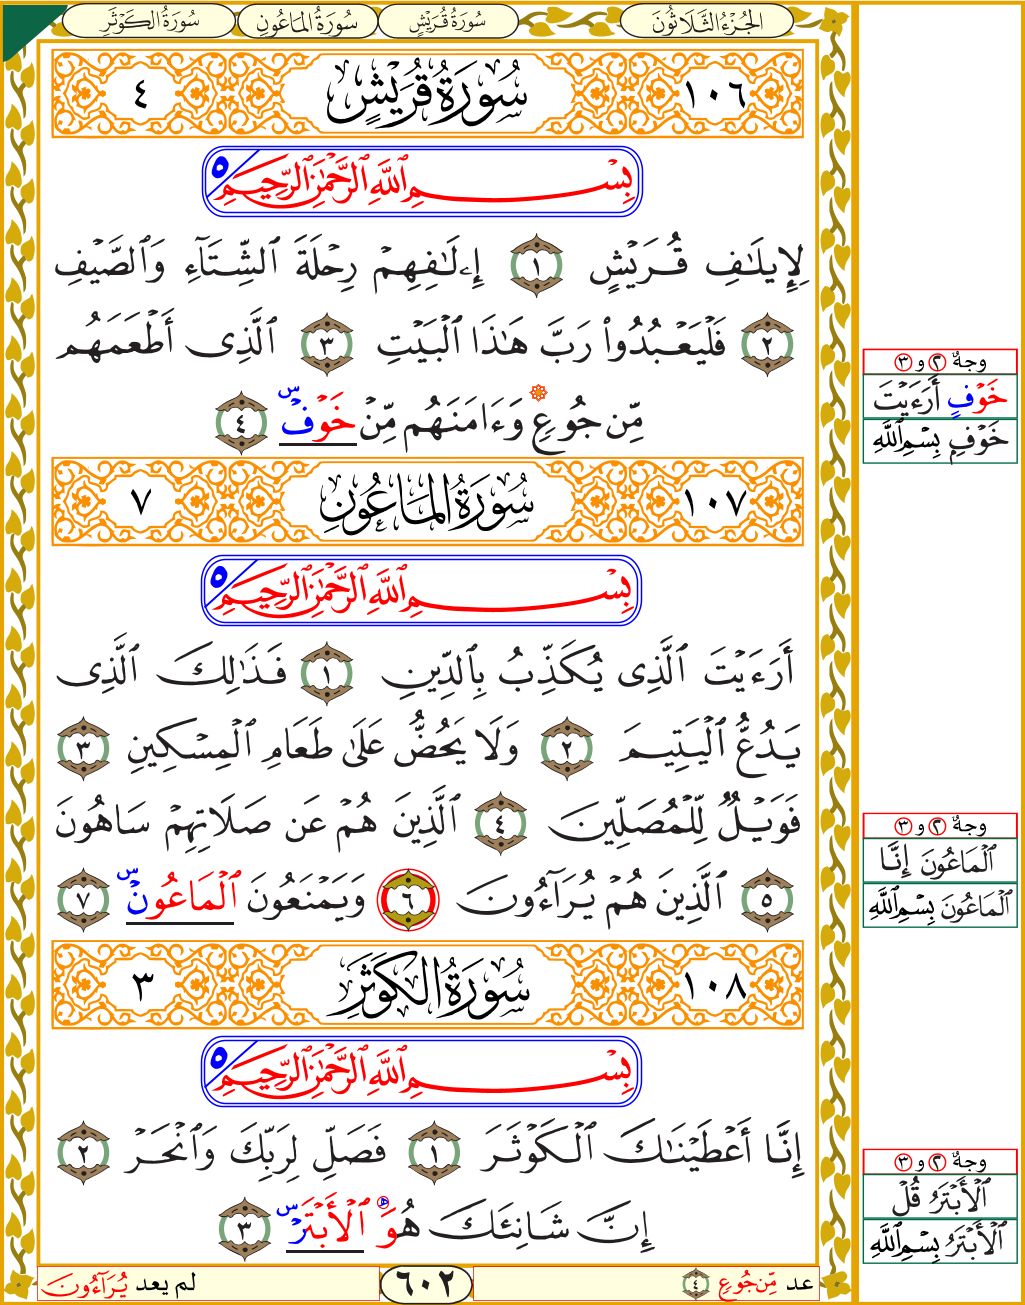 الجُزْءُ الثَّلَاثُونَ سُورَةُ قُرَيْشٍ سُورَةُ المَاعُونِ سُورَةُ الكَوْثَرِ
١٠٦ سُورَةُ قُرَيْشٍ ٤
بِسْمِ ٱللَّهِ ٱلرَّحْمَٰنِ ٱلرَّحِيمِ ٥
لِإِيلَٰفِ قُرَيْشٍ ١ إِۦلَٰفِهِمْ رِحْلَةَ ٱلشِّتَآءِ وَٱلصَّيْفِ
٢ فَلْيَعْبُدُوا۟ رَبَّ هَٰذَا ٱلْبَيْتِ ٣ ٱلَّذِى أَطْعَمَهُم
مِّن جُوعٍ وَءَامَنَهُم مِّنْ خَوْفٍ س ٤
وجهُ ٢ و ٣
خَوْفٍ أَرَءَيْتَ
خَوْفٍ بِسْمِ ٱللَّهِ
١٠٧ سُورَةُ المَاعُونِ ٧
بِسْمِ ٱللَّهِ ٱلرَّحْمَٰنِ ٱلرَّحِيمِ ٥
أَرَءَيْتَ ٱلَّذِى يُكَذِّبُ بِٱلدِّينِ ١ فَذَٰلِكَ ٱلَّذِى
يَدُعُّ ٱلْيَتِيمَ ٢ وَلَا يَحُضُّ عَلَىٰ طَعَامِ ٱلْمِسْكِينِ ٣
فَوَيْلٌ لِّلْمُصَلِّينَ ٤ ٱلَّذِينَ هُمْ عَن صَلَاتِهِمْ سَاهُونَ
٥ ٱلَّذِينَ هُمْ يُرَآءُونَ ٦ وَيَمْنَعُونَ ٱلْمَاعُونَ س ٧
وجهُ ٢ و ٣
ٱلْمَاعُونَ إِنَّا
ٱلْمَاعُونَ بِسْمِ ٱللَّهِ
١٠٨ سُورَةُ الكَوْثَرِ ٣
بِسْمِ ٱللَّهِ ٱلرَّحْمَٰنِ ٱلرَّحِيمِ ٥
إِنَّا أَعْطَيْنَٰكَ ٱلْكَوْثَرَ ١ فَصَلِّ لِرَبِّكَ وَٱنْحَرْ ٢
إِنَّ شَانِئَكَ هُوَ ٱلْأَبْتَرُ س ٣
وجهُ ٢ و ٣
ٱلْأَبْتَرُ قُلْ
ٱلْأَبْتَرُ بِسْمِ ٱللَّهِ
عد مِّن جُوعٍ ٤ ٦٠٢ لم يعد يُرَآءُونَ